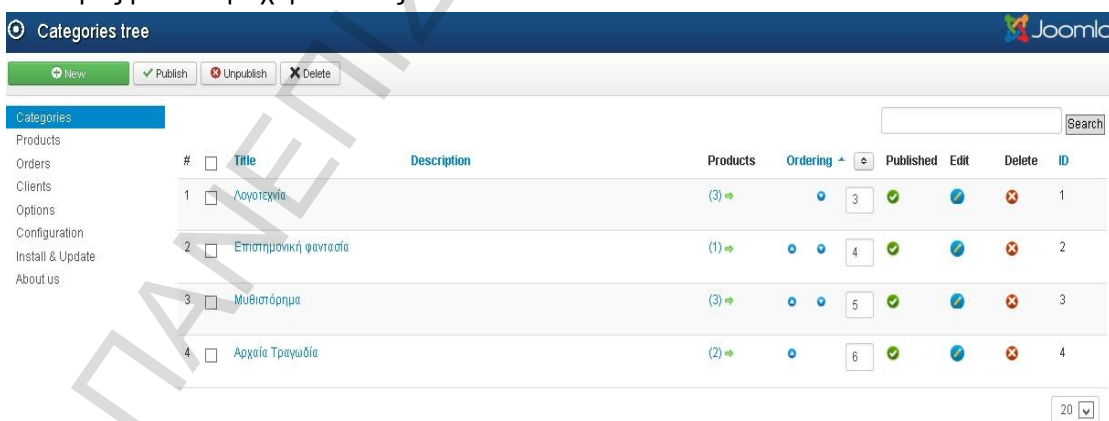 Categories tree
Joomla
New
Publish
Unpublish
Delete
Categories
Products
Orders
Clients
Options
Configuration
Install & Update
About us
Search
# Title Description Products Ordering Published Edit Delete ID
1 Λογοτεχνία (3) 3 1
2 Επιστημονική φαντασία (1) 4 2
3 Μυθιστόρημα (3) 5 3
4 Αρχαία Τραγωδία (2) 6 4
20